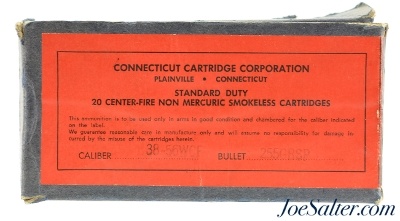 CONNECTICUT CARTRIDGE CORPORATION
PLAINVILLE • CONNECTICUT
STANDARD DUTY
20 CENTER-FIRE NON MERCURIC SMOKELESS CARTRIDGES
This ammunition is to be used only in arms in good condition and chambered for the caliber indicated
on the label.
We guarantee reasonable care in manufacture only and will assume no responsibility for damage in-
curred by the misuse of the cartridges herein.
CALIBER 38-56WCF BULLET
JoeSalter.com